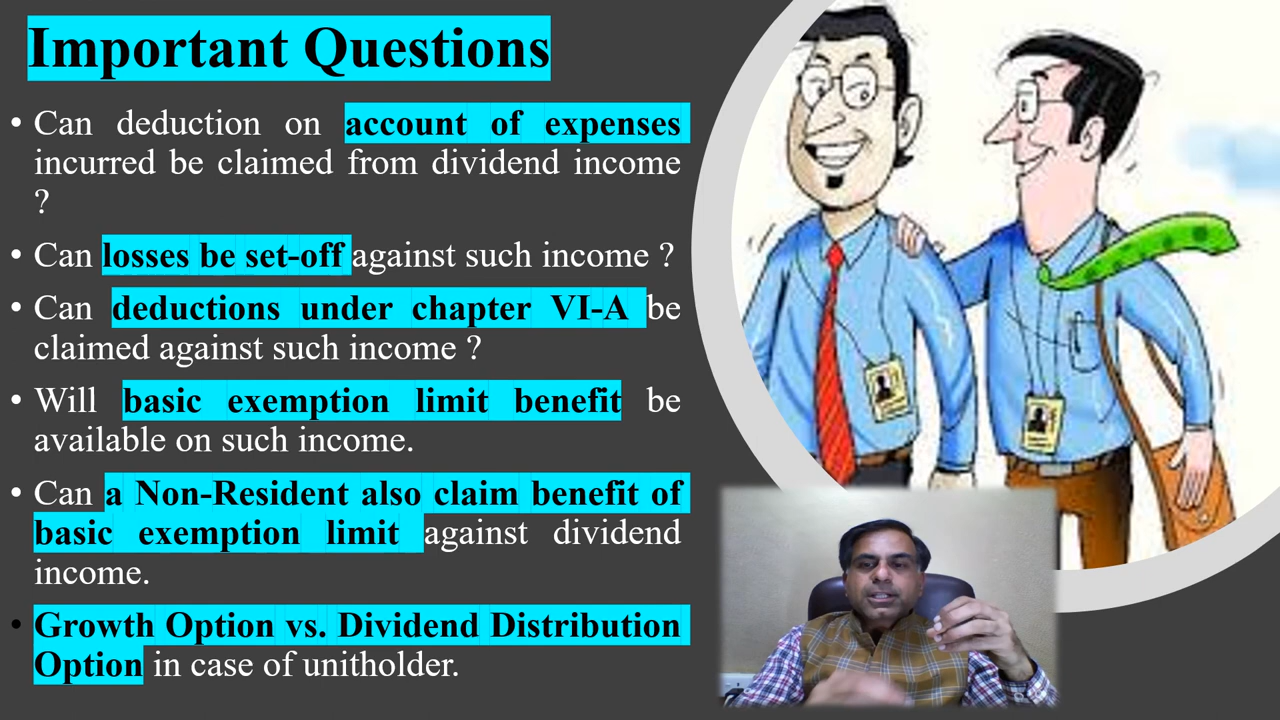 Important Questions
• Can deduction on account of expenses
incurred be claimed from dividend income
?
• Can losses be set-off against such income ?
• Can deductions under chapter VI-A be
claimed against such income ?
• Will basic exemption limit benefit be
available on such income.
• Can a Non-Resident also claim benefit of
basic exemption limit against dividend
income.
• Growth Option vs. Dividend Distribution
Option in case of unitholder.